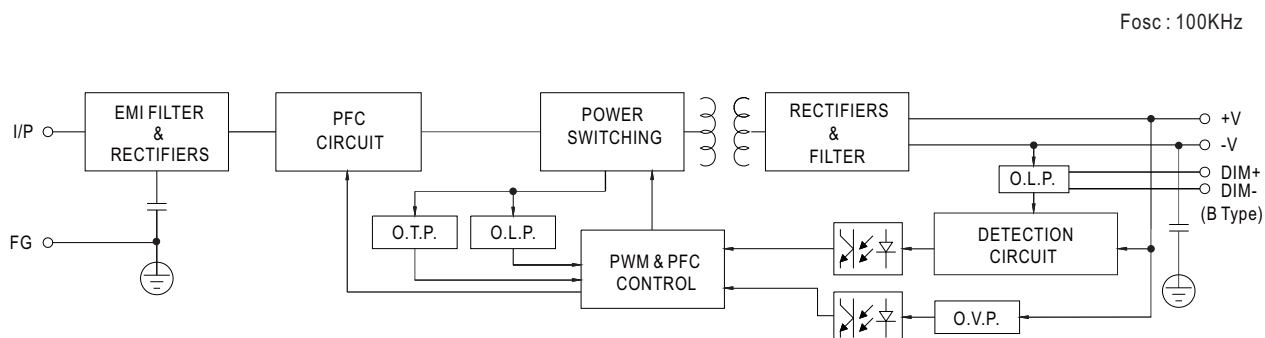 Fosc : 100KHz
I/P
EMI FILTER
&
RECTIFIERS
PFC
CIRCUIT
POWER
SWITCHING
RECTIFIERS
&
FILTER
+V
-V
DIM+
DIM-
(B Type)
O.L.P.
FG
O.T.P.
O.L.P.
PWM & PFC
CONTROL
DETECTION
CIRCUIT
O.V.P.